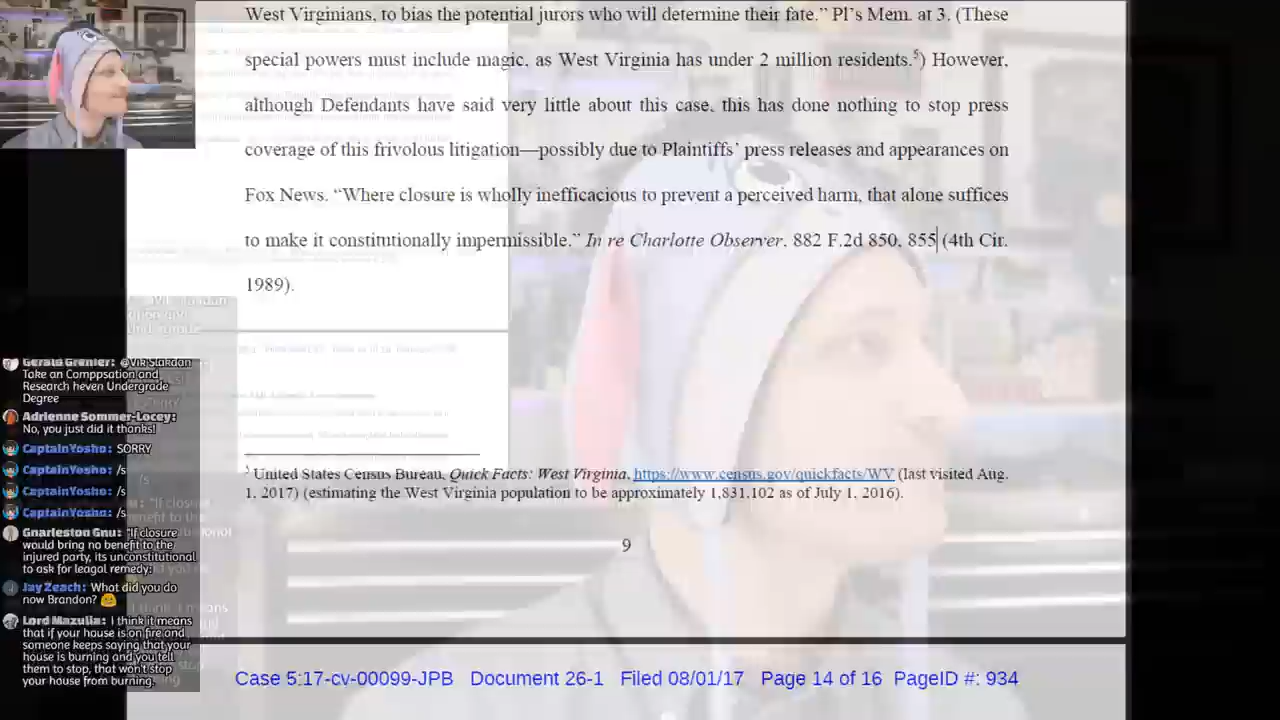 West Virginians, to bias the potential jurors who will determine their fate.” Pl’s Mem. at 3. (These
special powers must include magic, as West Virginia has under 2 million residents.5) However,
although Defendants have said very little about this case, this has done nothing to stop press
coverage of this frivolous litigation—possibly due to Plaintiffs’ press releases and appearances on
Fox News. “Where closure is wholly inefficacious to prevent a perceived harm, that alone suffices
to make it constitutionally impermissible.” In re Charlotte Observer, 882 F.2d 850, 855 (4th Cir.
1989).
5 United States Census Bureau, Quick Facts: West Virginia, https://www.census.gov/quickfacts/WV (last visited Aug.
1, 2017) (estimating the West Virginia population to be approximately 1,831,102 as of July 1, 2016).
9
Case 5:17-cv-00099-JPB Document 26-1 Filed 08/01/17 Page 14 of 16 PageID #: 934
Gerald Grenier: @Vik Slakdan
Take an Comppsation and
Research heven Undergrade
Degree
Adrienne Sommer-Locey:
No, you just did it thanks!
CaptainYosho: SORRY
CaptainYosho: /s
CaptainYosho: /s
CaptainYosho: /s
Gnarleston Gnu: "If closure
would bring no benefit to the
injured party, its unconstitutional
to ask for leagal remedy:
Jay Zeach: What did you do
now Brandon?
Lord Mazulia: I think it means
that if your house is on fire and
someone keeps saying that your
house is burning and you tell
them to stop, that won't stop
your house from burning.